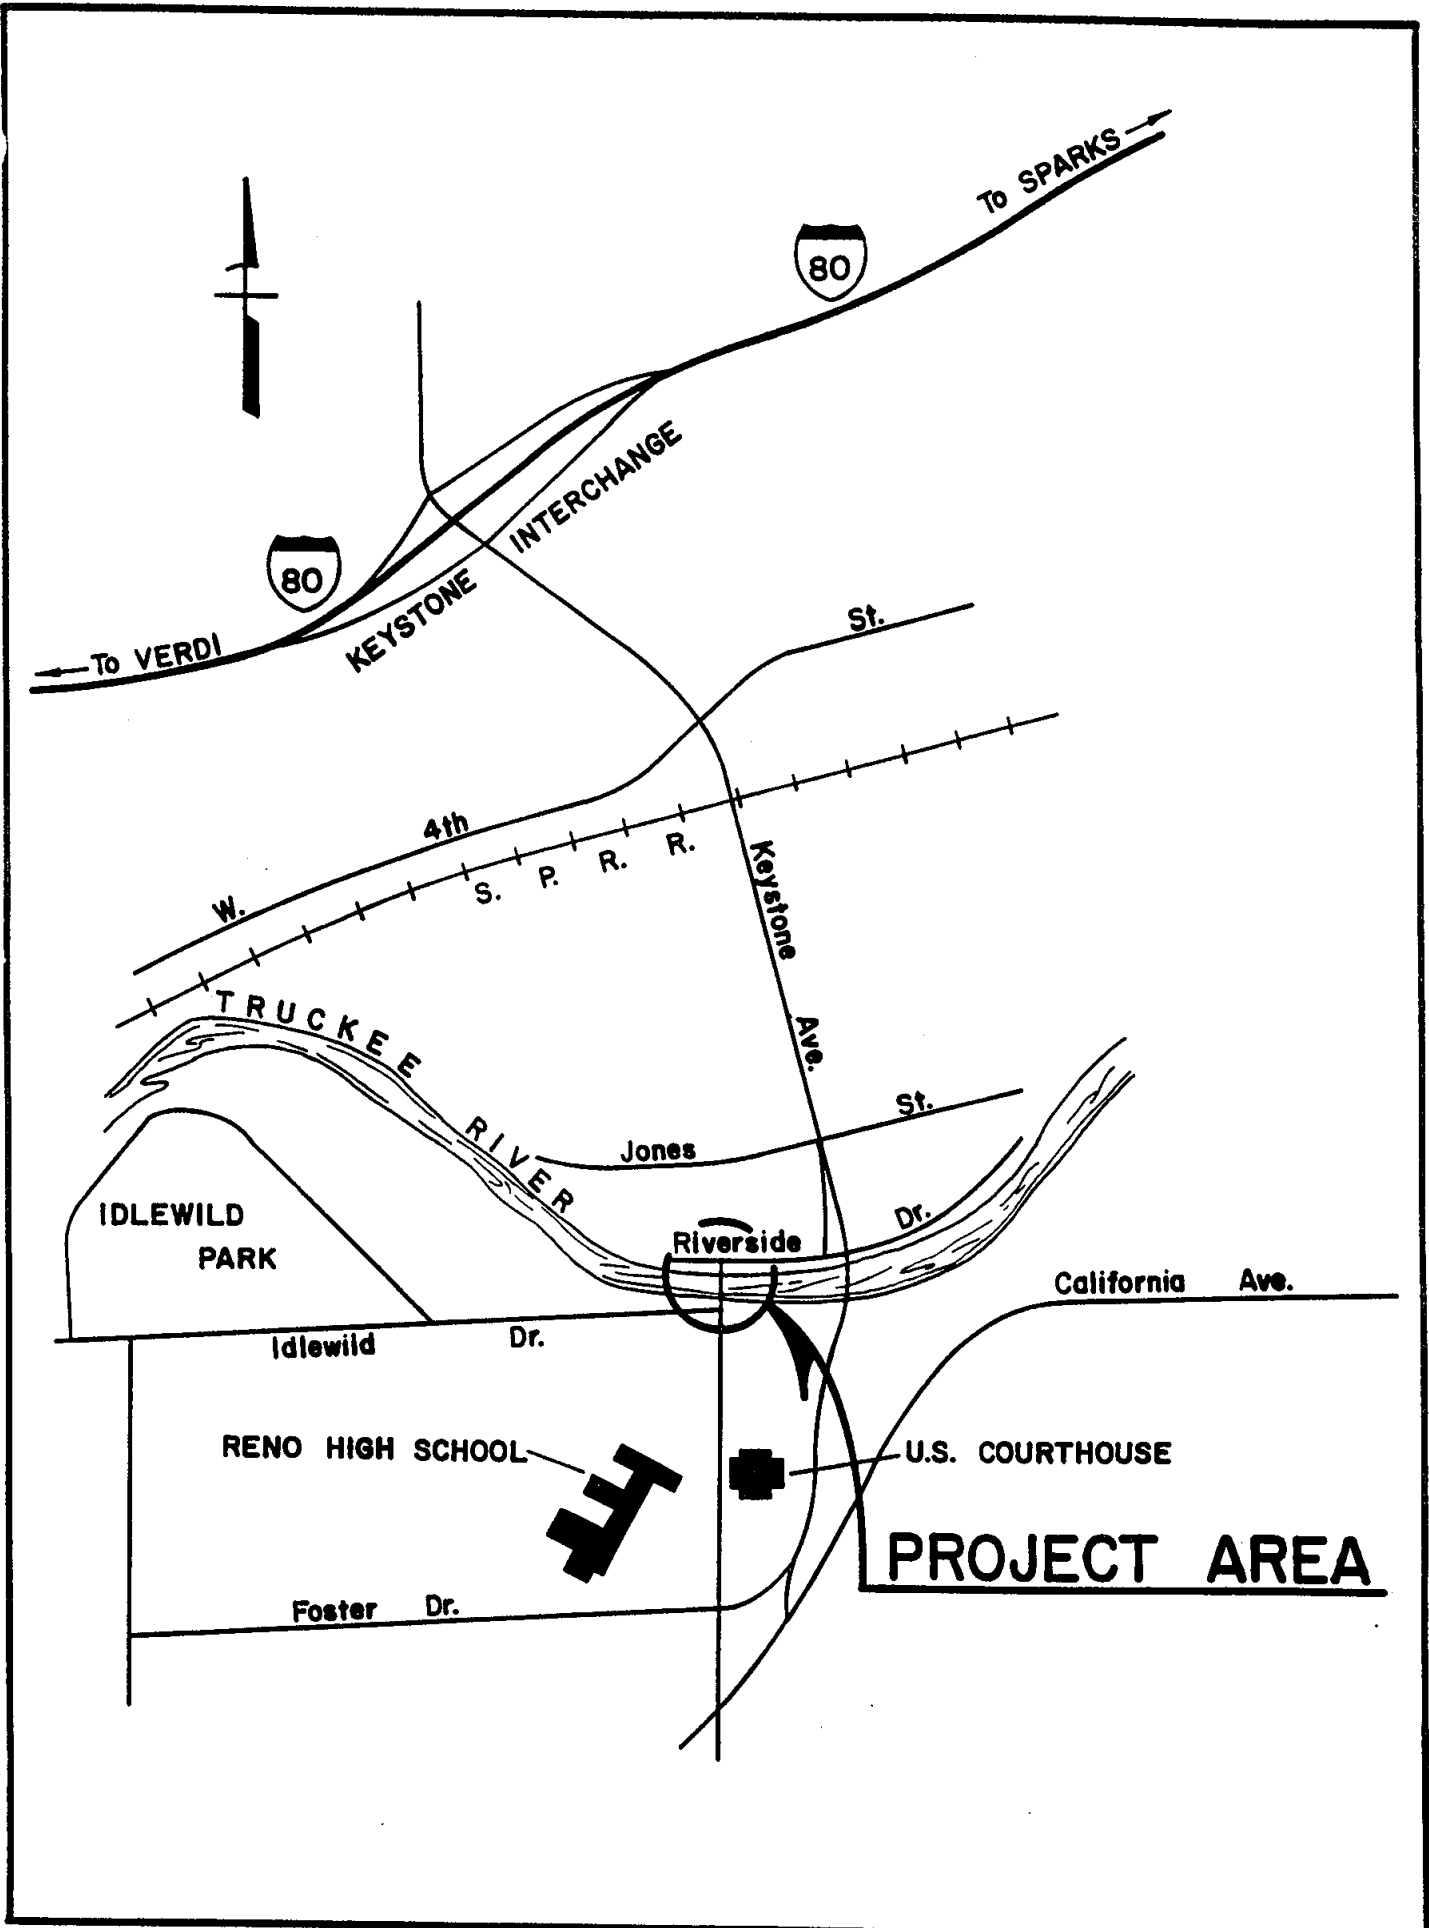 To SPARKS
80
INTERCHANGE
80
KEYSTONE
To VERDI
St.
4th
W.
S. P. R. R.
Keystone
Ave.
TRUCKEE
RIVER
St.
Jones
IDLEWILD
PARK
Riverside
Dr.
California Ave.
Idlewild Dr.
RENO HIGH SCHOOL
U.S. COURTHOUSE
PROJECT AREA
Foster Dr.